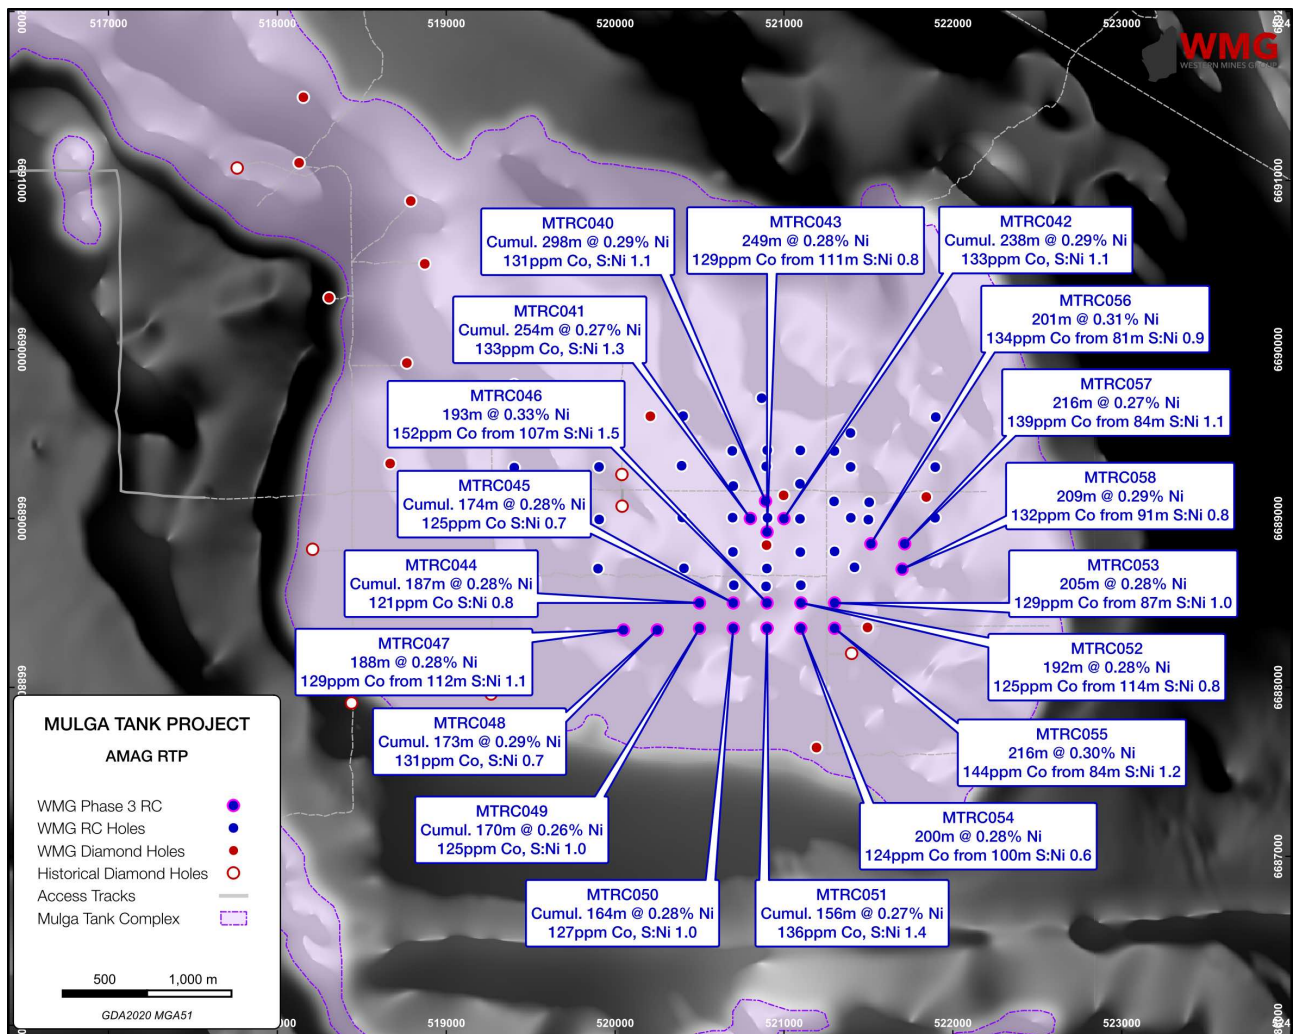 517000
518000
519000
520000
521000
522000
523000
WMG
WESTERN MINES GROUP
6691000
6691000
6690000
6690000
6689000
6689000
6688000
6687000
MTRC040
Cumul. 298m @ 0.29% Ni
131ppm Co, S:Ni 1.1
MTRC043
249m @ 0.28% Ni
129ppm Co from 111m S:Ni 0.8
MTRC042
Cumul. 238m @ 0.29% Ni
133ppm Co, S:Ni 1.1
MTRC041
Cumul. 254m @ 0.27% Ni
133ppm Co, S:Ni 1.3
MTRC056
201m @ 0.31% Ni
134ppm Co from 81m S:Ni 0.9
MTRC046
193m @ 0.33% Ni
152ppm Co from 107m S:Ni 1.5
MTRC057
216m @ 0.27% Ni
139ppm Co from 84m S:Ni 1.1
MTRC045
Cumul. 174m @ 0.28% Ni
125ppm Co S:Ni 0.7
MTRC058
209m @ 0.29% Ni
132ppm Co from 91m S:Ni 0.8
MTRC044
Cumul. 187m @ 0.28% Ni
121ppm Co S:Ni 0.8
MTRC053
205m @ 0.28% Ni
129ppm Co from 87m S:Ni 1.0
MTRC047
188m @ 0.28% Ni
129ppm Co from 112m S:Ni 1.1
MTRC052
192m @ 0.28% Ni
125ppm Co from 114m S:Ni 0.8
MTRC048
Cumul. 173m @ 0.29% Ni
131ppm Co, S:Ni 0.7
MTRC055
216m @ 0.30% Ni
144ppm Co from 84m S:Ni 1.2
MTRC049
Cumul. 170m @ 0.26% Ni
125ppm Co, S:Ni 1.0
MTRC054
200m @ 0.28% Ni
124ppm Co from 100m S:Ni 0.6
MTRC050
Cumul. 164m @ 0.28% Ni
127ppm Co, S:Ni 1.0
MTRC051
Cumul. 156m @ 0.27% Ni
136ppm Co, S:Ni 1.4
MULGA TANK PROJECT
AMAG RTP
WMG Phase 3 RC
WMG RC Holes
WMG Diamond Holes
Historical Diamond Holes
Access Tracks
Mulga Tank Complex
500 1,000 m
GDA2020 MGA51
519000
520000
521000
522000
523000